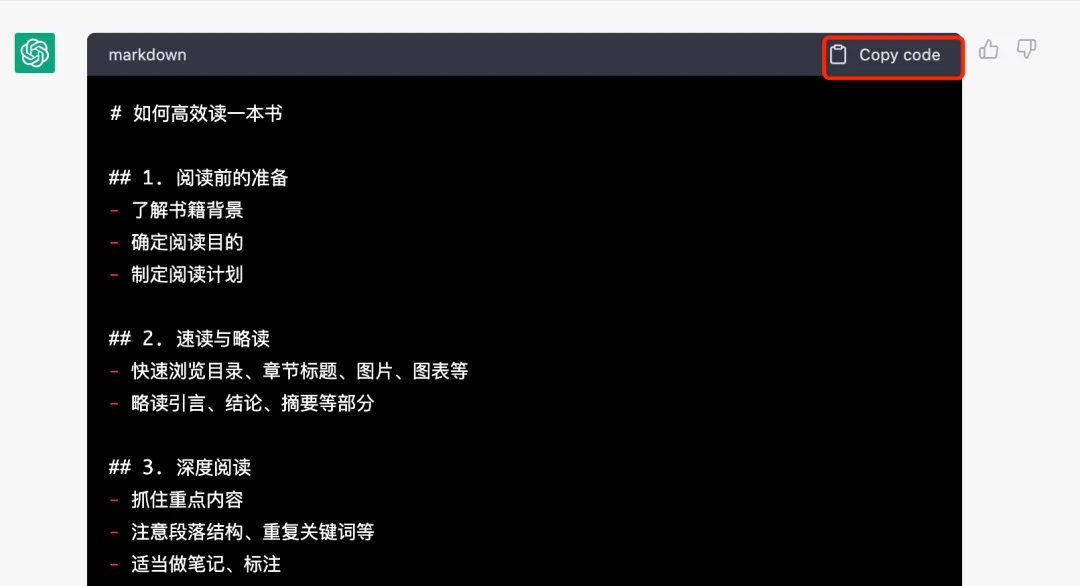 markdown
Copy code
# 如何高效读一本书
## 1. 阅读前的准备
- 了解书籍背景
- 确定阅读目的
- 制定阅读计划
## 2. 速读与略读
- 快速浏览目录、章节标题、图片、图表等
- 略读引言、结论、摘要等部分
## 3. 深度阅读
- 抓住重点内容
- 注意段落结构、重复关键词等
- 适当做笔记、标注